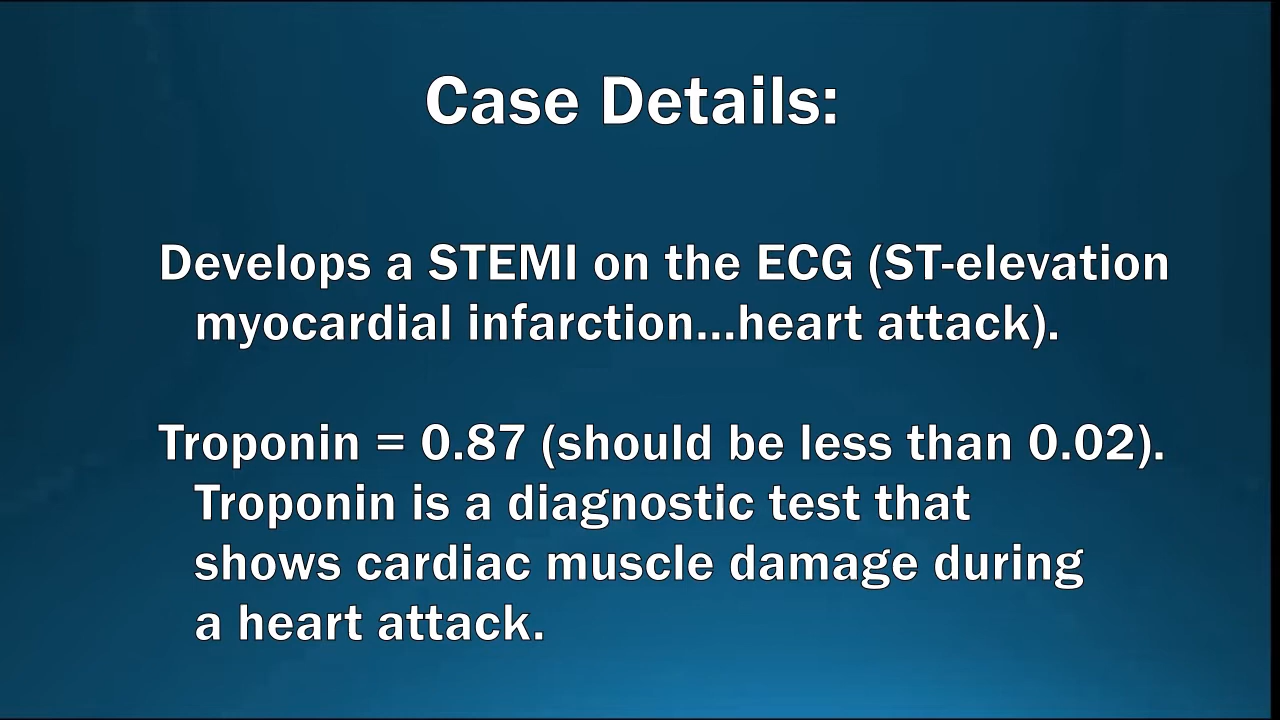 Case Details:
Develops a STEMI on the ECG (ST-elevation
myocardial infarction...heart attack).
Troponin = 0.87 (should be less than 0.02).
Troponin is a diagnostic test that
shows cardiac muscle damage during
a heart attack.